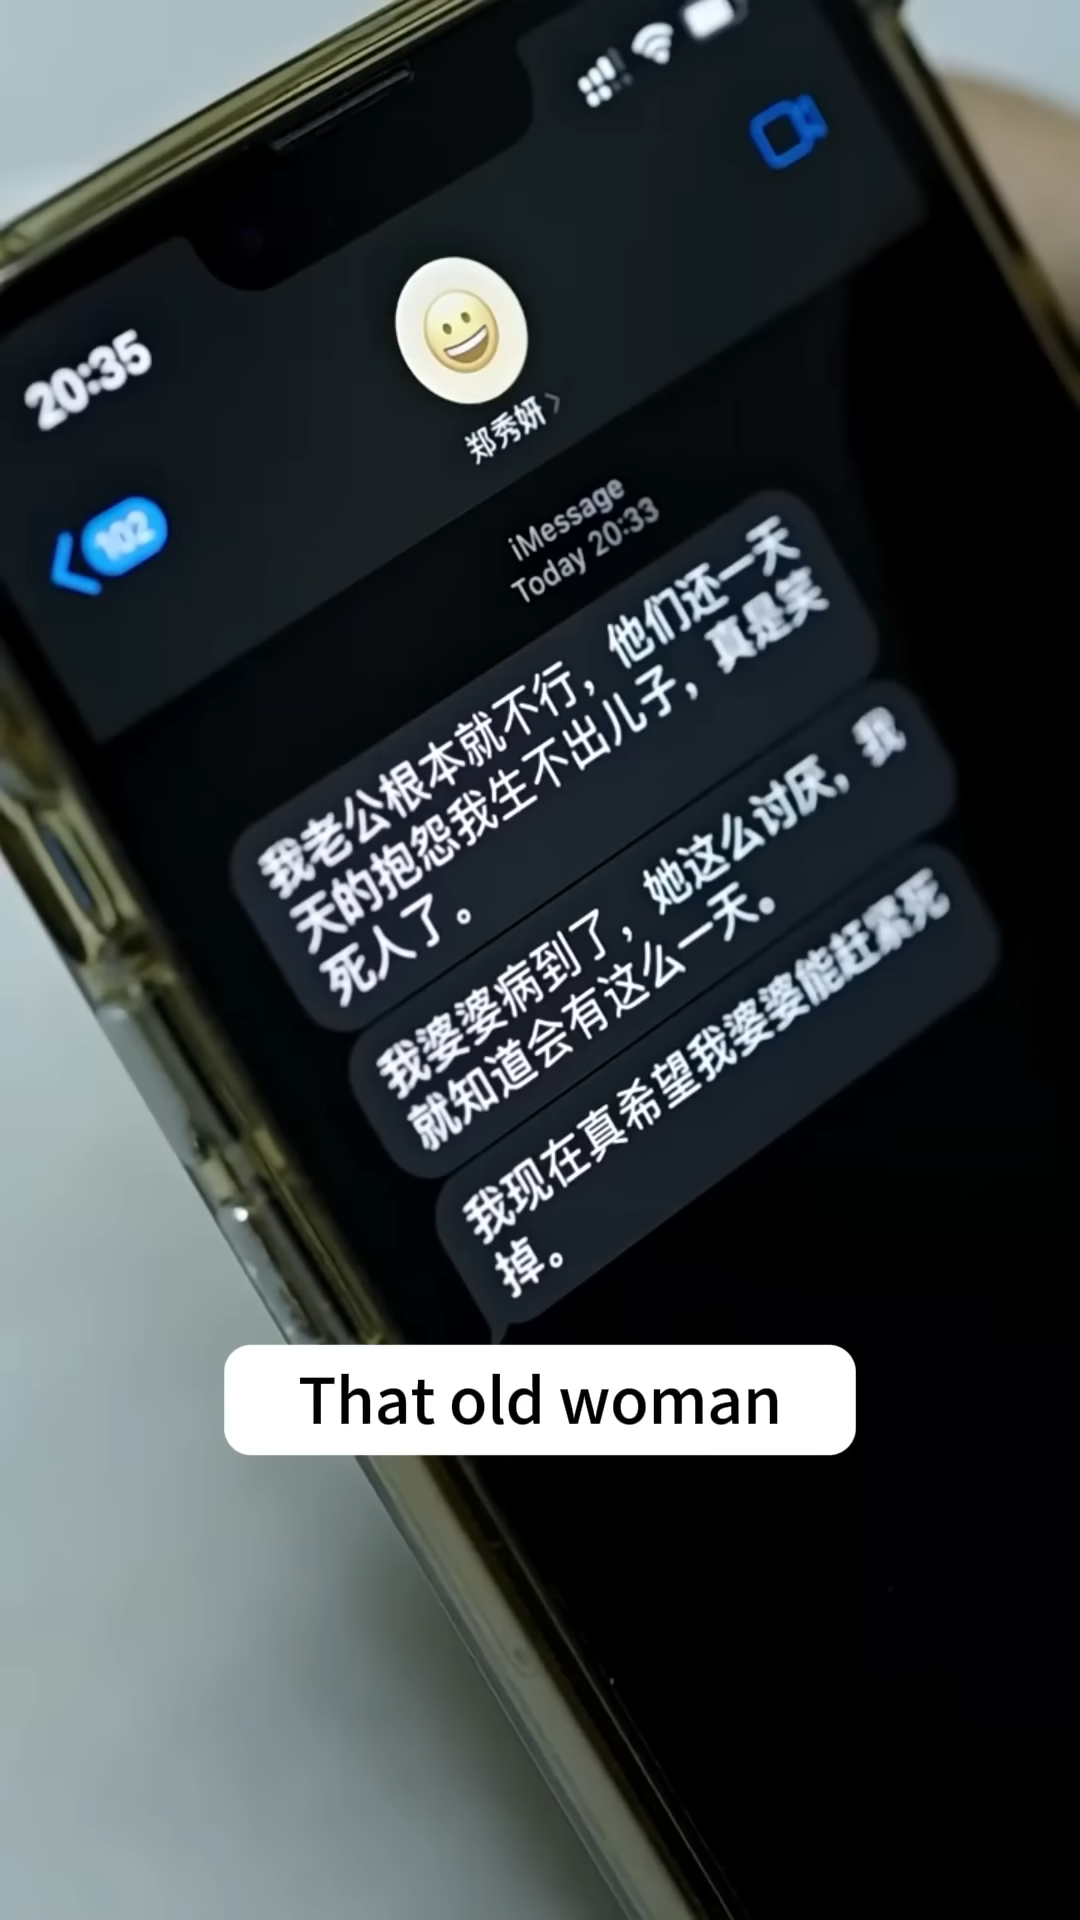 20:35
102
郑秀妍
iMessage
Today 20:33
我老公根本就不行，他们还一天
天的抱怨我生不出儿子，真是笑
死人了。
我婆婆病到了，她这么讨厌，我
就知道会有这么一天。
我现在真希望我婆婆能赶紧死
掉。
That old woman